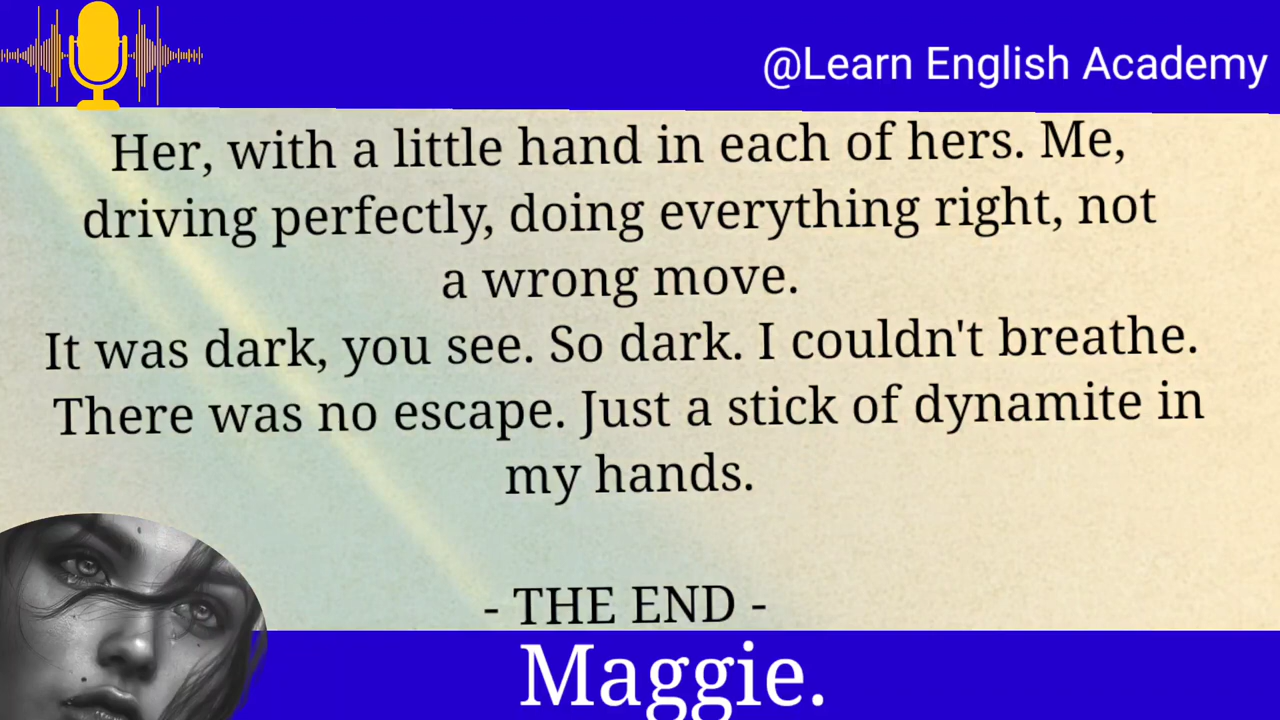 @Learn English Academy
Her, with a little hand in each of hers. Me,
driving perfectly, doing everything right, not
a wrong move.
It was dark, you see. So dark. I couldn't breathe.
There was no escape. Just a stick of dynamite in
my hands.
- THE END -
Maggie.